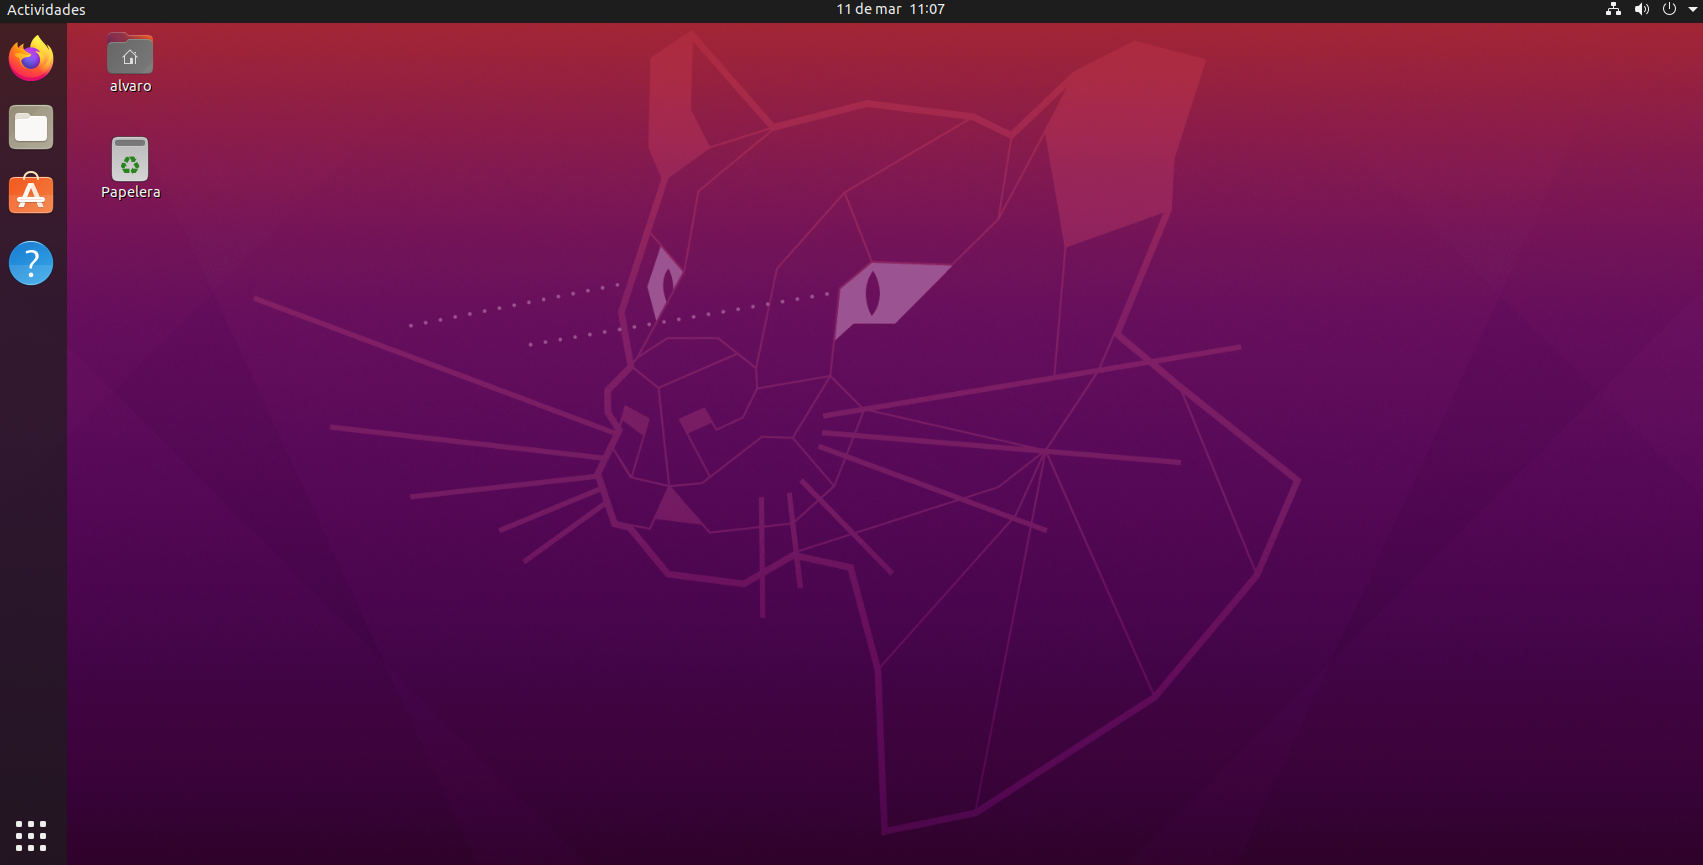 Actividades
11 de mar 11:07
alvaro
Papelera